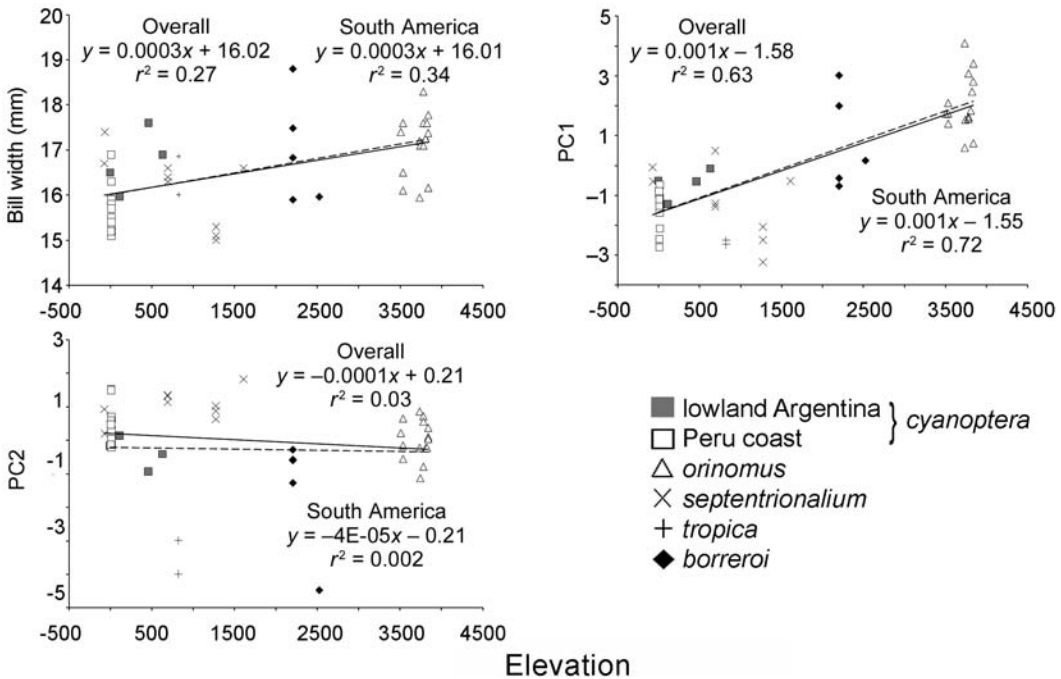 20
19
18
17
16
15
14
Bill width (mm)
Overall
y = 0.0003x + 16.02
r² = 0.27
South America
y = 0.0003x + 16.01
r² = 0.34
-500 500 1500 2500 3500 4500
5
3
1
–1
–3
PC1
Overall
y = 0.001x – 1.58
r² = 0.63
South America
y = 0.001x – 1.55
r² = 0.72
-500 500 1500 2500 3500 4500
3
1
-1
-3
-5
PC2
Overall
y = –0.0001x + 0.21
r² = 0.03
South America
y = –4E-05x – 0.21
r² = 0.002
-500 500 1500 2500 3500 4500
Elevation
lowland Argentina
Peru coast
cyanoptera
orinomus
septentrionalium
tropica
borreroi